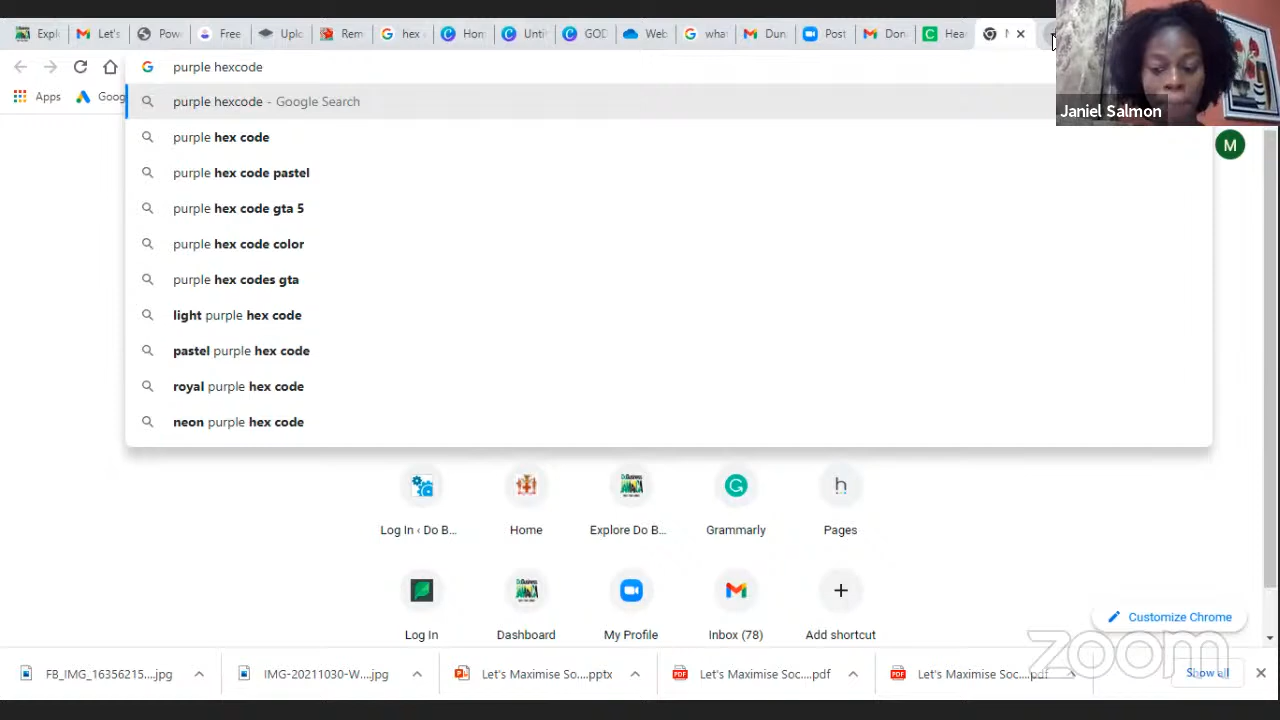 Expl
Let's
Powe
Free
Uplo
Rem
hex
Hom
Unti
GOD
Web
wha
Dun
Post
Don
Hea
purple hexcode
Apps
Goog
Janiel Salmon
M
purple hexcode - Google Search
purple hex code
purple hex code pastel
purple hex code gta 5
purple hex code color
purple hex codes gta
light purple hex code
pastel purple hex code
royal purple hex code
neon purple hex code
Log In ‹ Do B...
Home
Explore Do B...
Grammarly
Pages
Log In
Dashboard
My Profile
Inbox (78)
Add shortcut
Customize Chrome
zoom
FB_IMG_16356215....jpg
IMG-20211030-W....jpg
Let's Maximise So....pptx
Let's Maximise Soc....pdf
Let's Maximise Soc....pdf
Show all